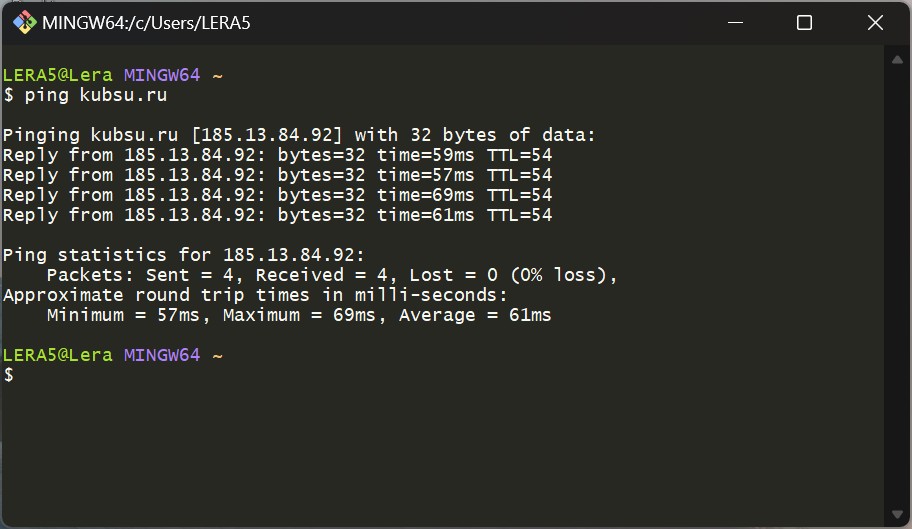 MINGW64:/c/Users/LERA5
LERA5@Lera MINGW64 ~
$ ping kubsu.ru
Pinging kubsu.ru [185.13.84.92] with 32 bytes of data:
Reply from 185.13.84.92: bytes=32 time=59ms TTL=54
Reply from 185.13.84.92: bytes=32 time=57ms TTL=54
Reply from 185.13.84.92: bytes=32 time=69ms TTL=54
Reply from 185.13.84.92: bytes=32 time=61ms TTL=54
Ping statistics for 185.13.84.92:
    Packets: Sent = 4, Received = 4, Lost = 0 (0% loss),
Approximate round trip times in milli-seconds:
    Minimum = 57ms, Maximum = 69ms, Average = 61ms
LERA5@Lera MINGW64 ~
$